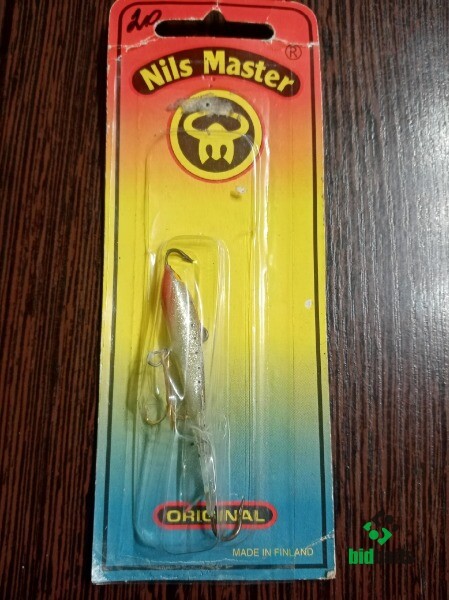 20
Nils Master
®
ORIGINAL
MADE IN FINLAND
bid